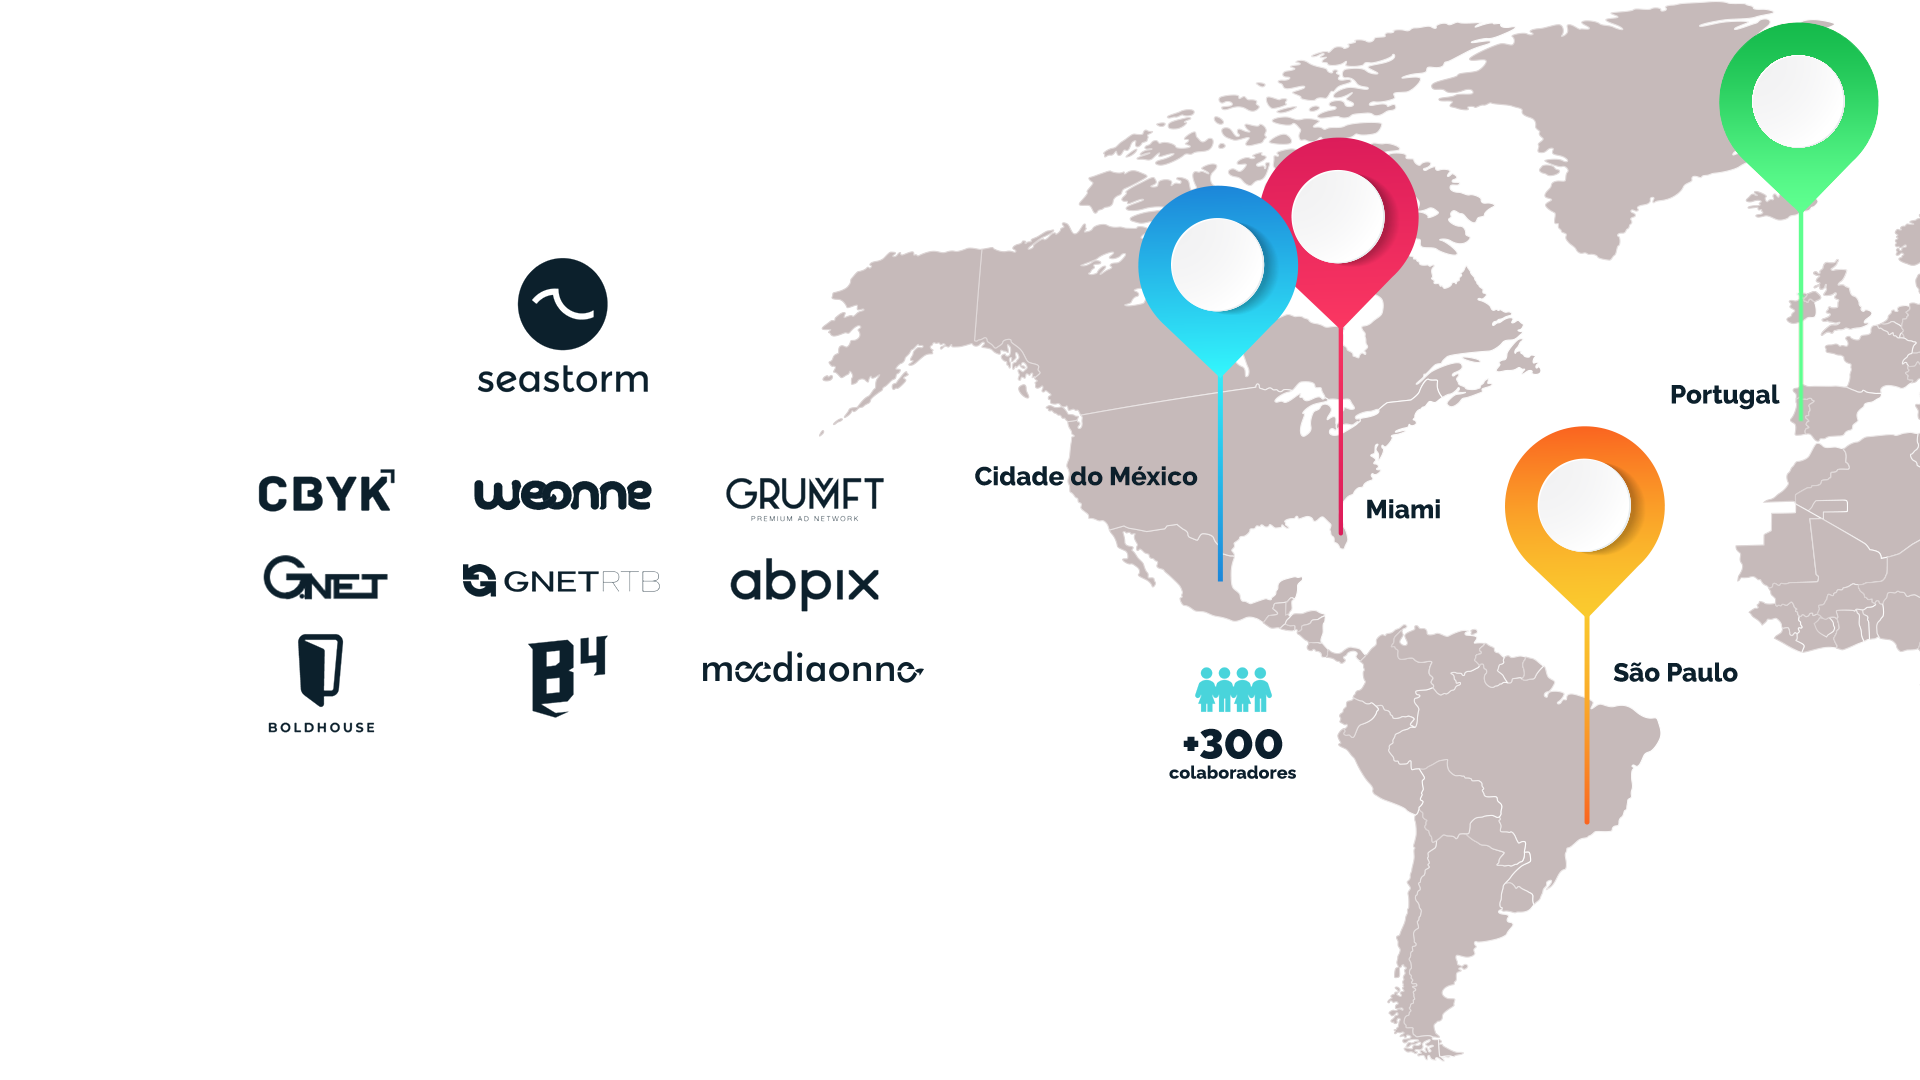 seastorm
CBYK
weonne
GRUMFT
PREMIUM AD NETWORK
G.NET
GNETRTB
abpix
BOLDHOUSE
B4
mediaonne
Cidade do México
Miami
Portugal
São Paulo
+300
colaboradores